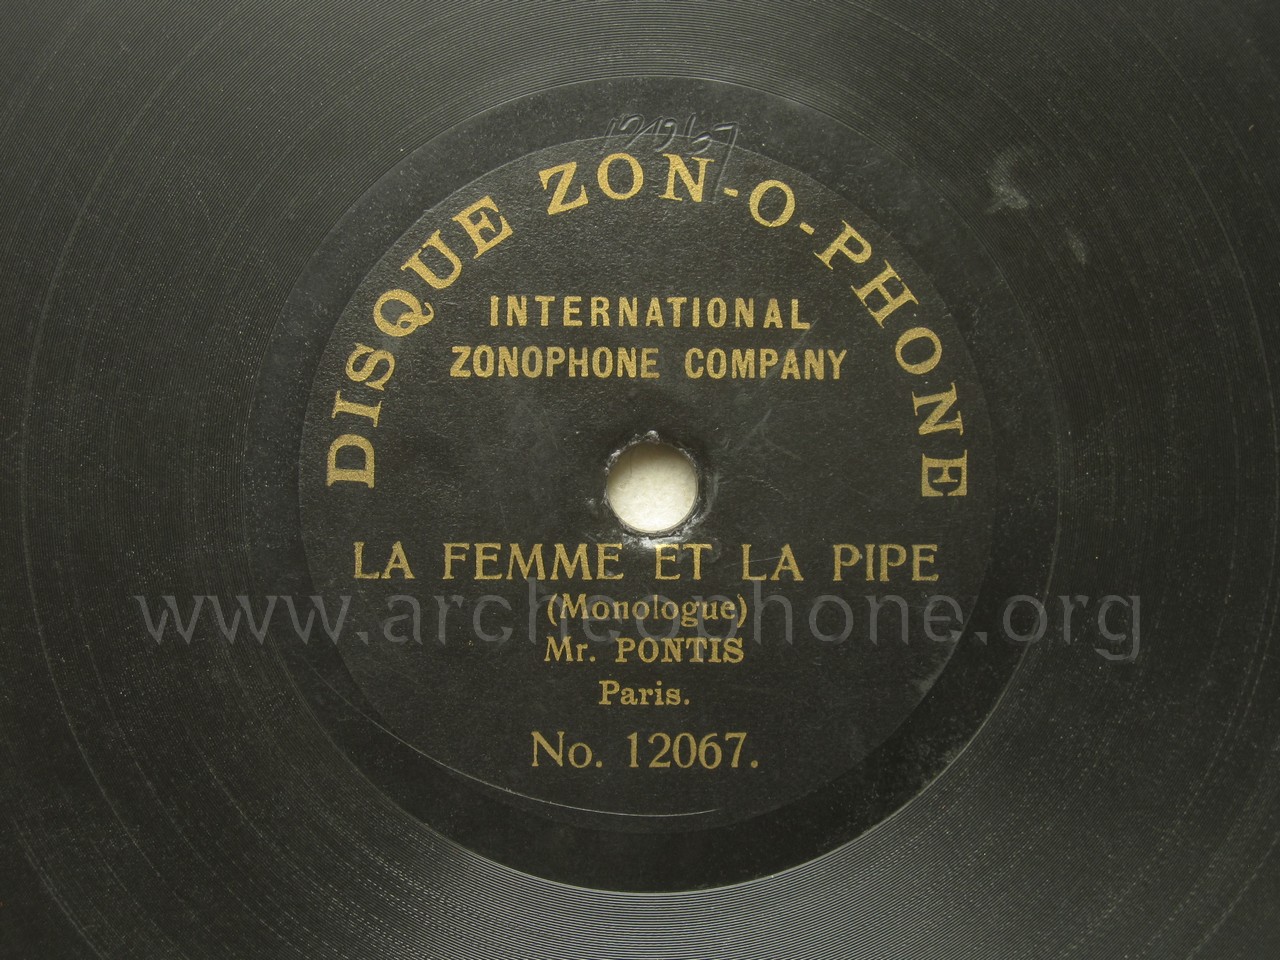 12067
DISQUE ZON-O-PHONE
INTERNATIONAL
ZONOPHONE COMPANY
LA FEMME ET LA PIPE
(Monologue)
www.archeophone.org
Mr. PONTIS
Paris.
No. 12067.